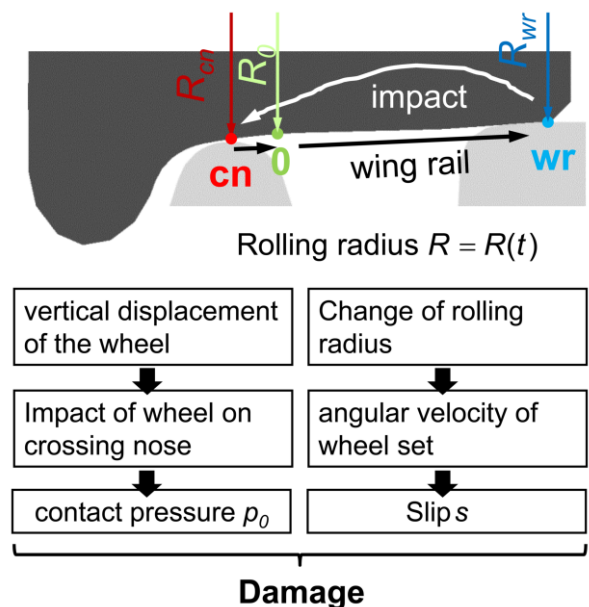 R_cn
R_0
R_wr
impact
cn
0
wing rail
wr
Rolling radius R = R(t)
vertical displacement
of the wheel
Change of rolling
radius
Impact of wheel on
crossing nose
angular velocity of
wheel set
contact pressure p_0
Slip s
Damage